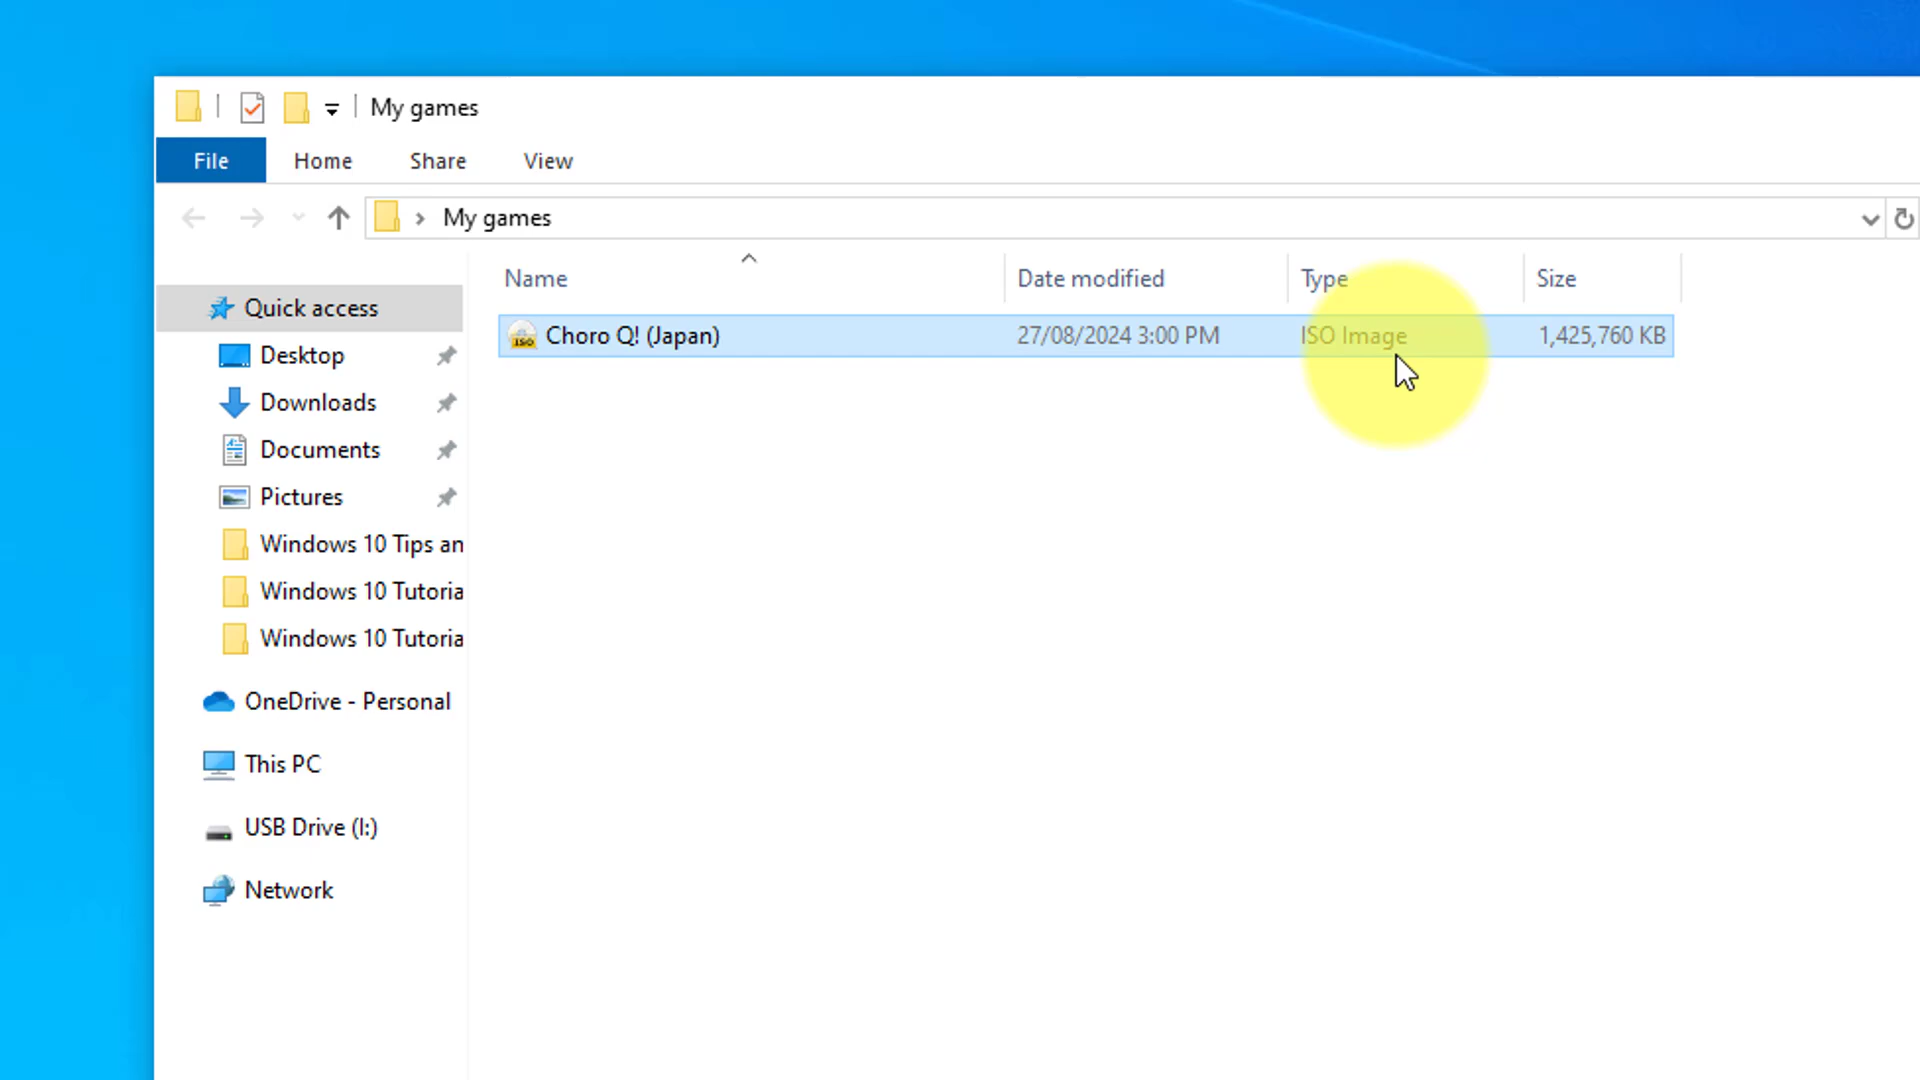 My games
File Home Share View
My games
Name Date modified Type Size
Choro Q! (Japan) 27/08/2024 3:00 PM ISO Image 1,425,760 KB
Quick access
Desktop
Downloads
Documents
Pictures
Windows 10 Tips an
Windows 10 Tutoria
Windows 10 Tutoria
OneDrive - Personal
This PC
USB Drive (I:)
Network